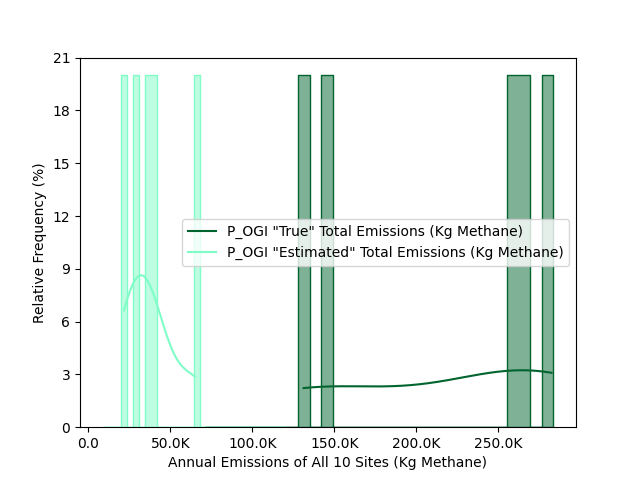 21
18
15
12
9
6
3
0
Relative Frequency (%)
P_OGI "True" Total Emissions (Kg Methane)
P_OGI "Estimated" Total Emissions (Kg Methane)
0.0 50.0K 100.0K 150.0K 200.0K 250.0K
Annual Emissions of All 10 Sites (Kg Methane)